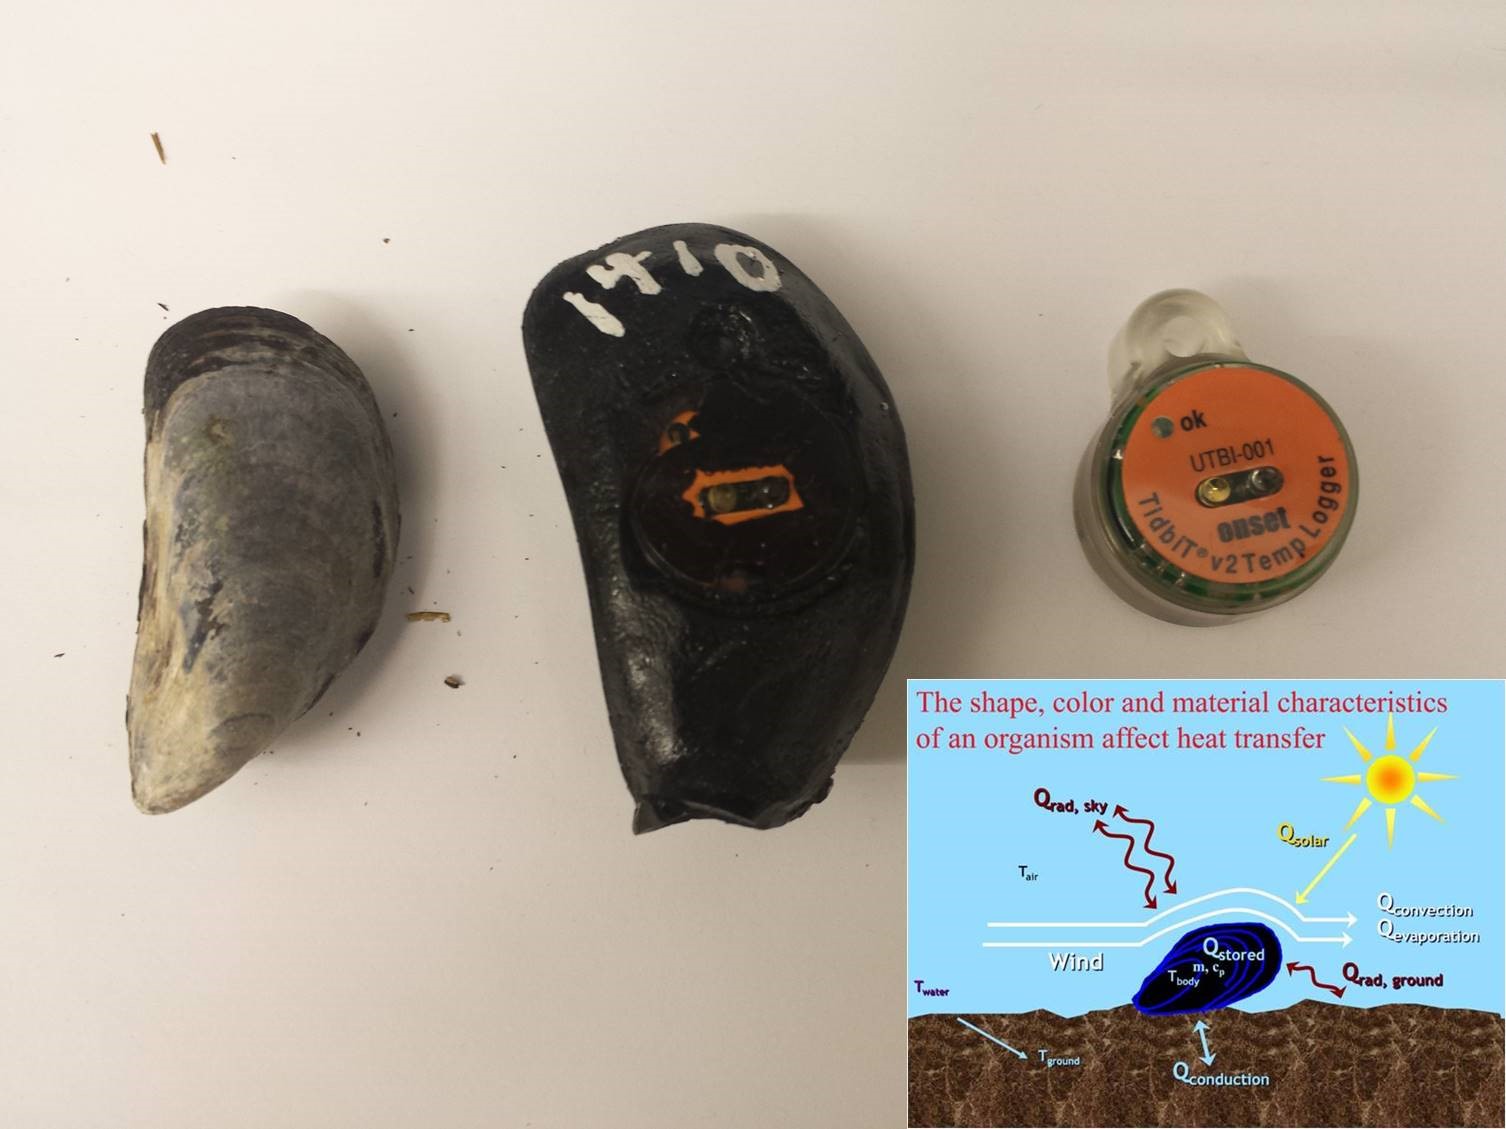 1410
ok
UTBI-001
onset
TidbiT® v2 Temp Logger
The shape, color and material characteristics
of an organism affect heat transfer
Qrad, sky
Qsolar
Tair
Qconvection
Qevaporation
Wind
Qstored
m, cp
Tbody
Qrad, ground
Twater
Tground
Qconduction